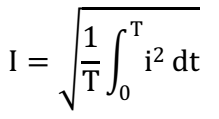 I = √(1/T ∫₀ᵀ i² dt)